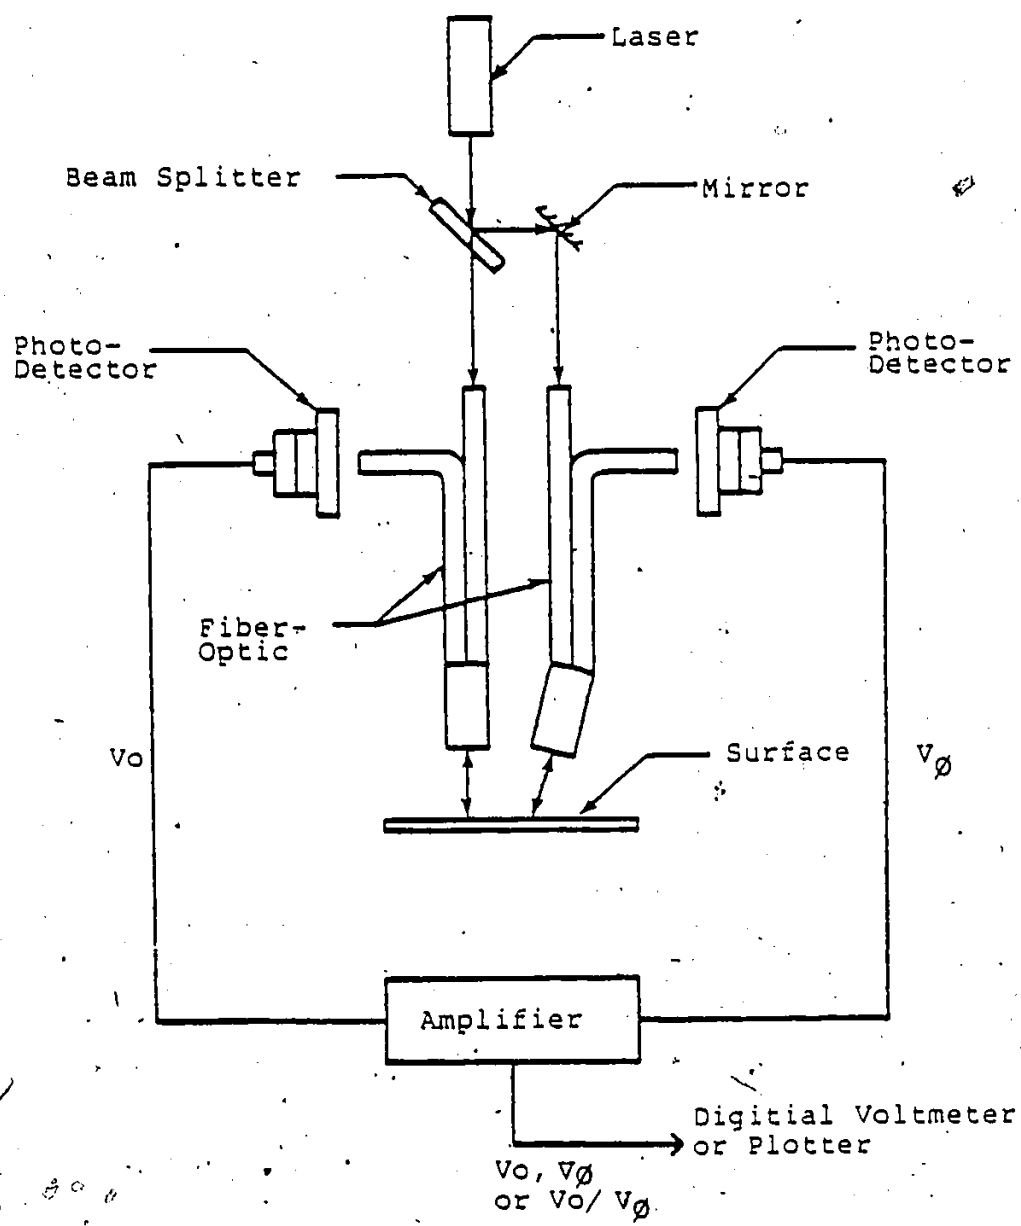 Laser
Beam Splitter
Mirror
Photo-
Detector
Photo-
Detector
Fiber-
Optic
Vo
Surface
VØ
Amplifier
Digitial Voltmeter
or Plotter
Vo, VØ
or Vo/ VØ